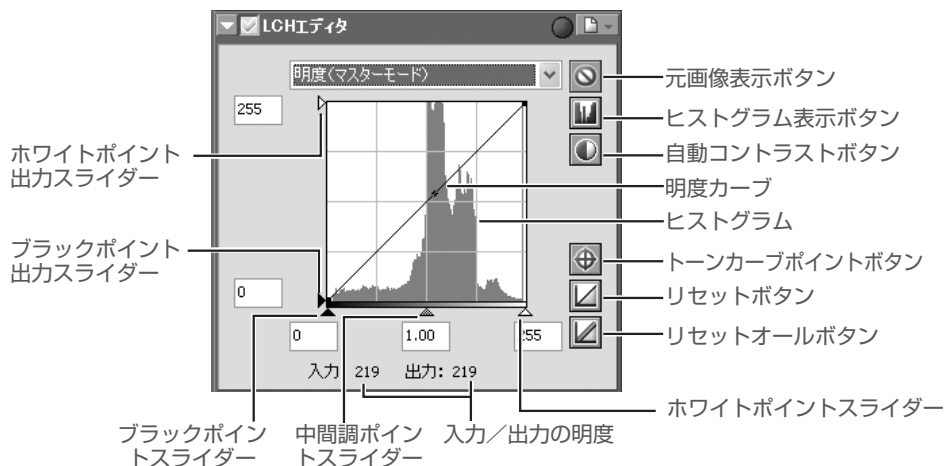 LCHエディタ
明度(マスターモード)
255
0
0
1.00
255
入力 219 出力: 219
ホワイトポイント
出力スライダー
ブラックポイント
出力スライダー
元画像表示ボタン
ヒストグラム表示ボタン
自動コントラストボタン
明度カーブ
ヒストグラム
トーンカーブポイントボタン
リセットボタン
リセットオールボタン
ホワイトポイントスライダー
ブラックポイン
トスライダー
中間調ポイン
トスライダー
入力／出力の明度